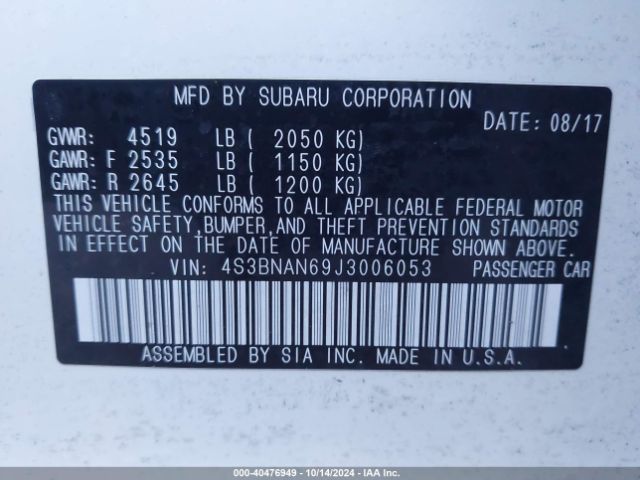 MFD BY SUBARU CORPORATION
DATE: 08/17
GVWR: 4519 LB ( 2050 KG)
GAWR: F 2535 LB ( 1150 KG)
GAWR: R 2645 LB ( 1200 KG)
THIS VEHICLE CONFORMS TO ALL APPLICABLE FEDERAL MOTOR
VEHICLE SAFETY, BUMPER, AND THEFT PREVENTION STANDARDS
IN EFFECT ON THE DATE OF MANUFACTURE SHOWN ABOVE.
VIN: 4S3BNAN69J3006053 PASSENGER CAR
ASSEMBLED BY SIA INC. MADE IN U.S.A.
000-40476949 - 10/14/2024 - IAAI.com